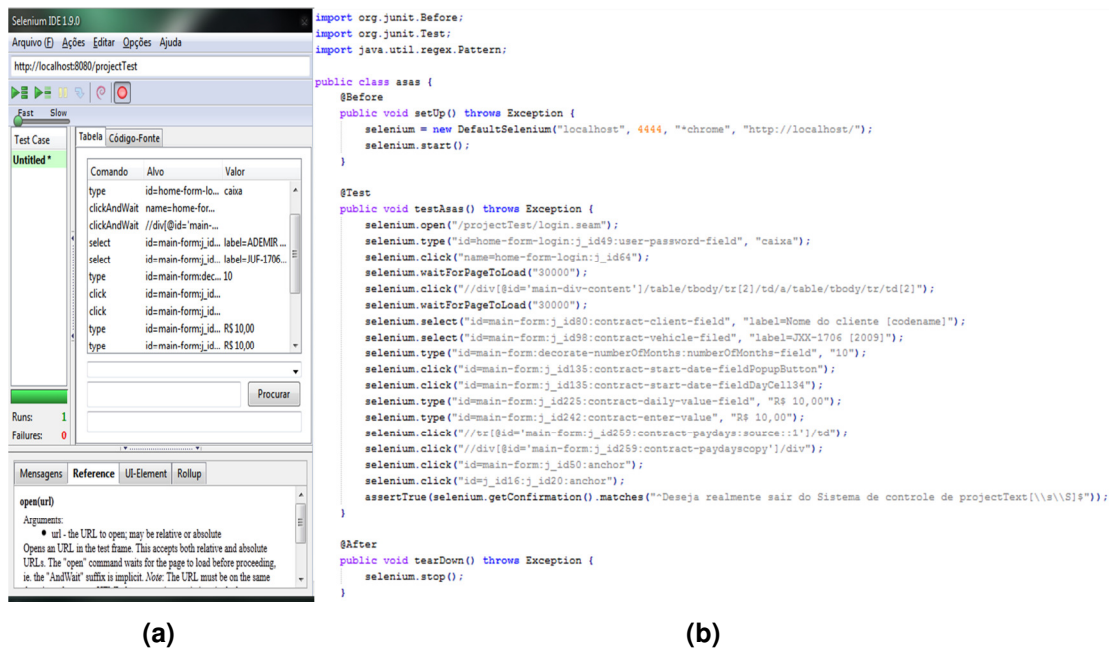 Selenium IDE 1.9.0
Arquivo (F) Ações Editar Opções Ajuda
http://localhost:8080/projectTest
Fast Slow
Test Case
Untitled *
Tabela Código-Fonte
Comando Alvo Valor
type id=home-form-lo... caixa
clickAndWait name=home-for...
clickAndWait //div[@id='main-...
select id=main-form:j_id... label=ADEMIR ...
select id=main-form:j_id... label=JUF-1706...
type id=main-form:dec... 10
click id=main-form:j_id...
click id=main-form:j_id...
type id=main-form:j_id... R$ 10,00
type id=main-form:j_id... R$ 10,00
Procurar
Runs: 1
Failures: 0
Mensagens Reference UI-Element Rollup
open(url)
Arguments:
• url - the URL to open; may be relative or absolute
Opens an URL in the test frame. This accepts both relative and absolute
URLs. The "open" command waits for the page to load before proceeding,
ie. the "AndWait" suffix is implicit. Note: The URL must be on the same
(a)
import org.junit.Before;
import org.junit.Test;
import java.util.regex.Pattern;
public class asas {
@Before
public void setUp() throws Exception {
selenium = new DefaultSelenium("localhost", 4444, "*chrome", "http://localhost/");
selenium.start();
}
@Test
public void testAsas() throws Exception {
selenium.open("/projectTest/login.seam");
selenium.type("id=home-form-login:j_id49:user-password-field", "caixa");
selenium.click("name=home-form-login:j_id64");
selenium.waitForPageToLoad("30000");
selenium.click("//div[@id='main-div-content']/table/tbody/tr[2]/td/a/table/tbody/tr/td[2]");
selenium.waitForPageToLoad("30000");
selenium.select("id=main-form:j_id80:contract-client-field", "label=Nome do cliente [codename]");
selenium.select("id=main-form:j_id98:contract-vehicle-filed", "label=JXX-1706 [2009]");
selenium.type("id=main-form:decorate-numberOfMonths:numberOfMonths-field", "10");
selenium.click("id=main-form:j_id135:contract-start-date-fieldPopupButton");
selenium.click("id=main-form:j_id135:contract-start-date-fieldDayCell34");
selenium.type("id=main-form:j_id225:contract-daily-value-field", "R$ 10,00");
selenium.type("id=main-form:j_id242:contract-enter-value", "R$ 10,00");
selenium.click("//tr[@id='main-form:j_id259:contract-paydays:source::1']/td");
selenium.click("//div[@id='main-form:j_id259:contract-paydayscopy']/div");
selenium.click("id=main-form:j_id50:anchor");
selenium.click("id=j_id16:j_id20:anchor");
assertTrue(selenium.getConfirmation().matches("^Deseja realmente sair do Sistema de controle de projectText[\\s\\S]$"));
}
@After
public void tearDown() throws Exception {
selenium.stop();
}
(b)